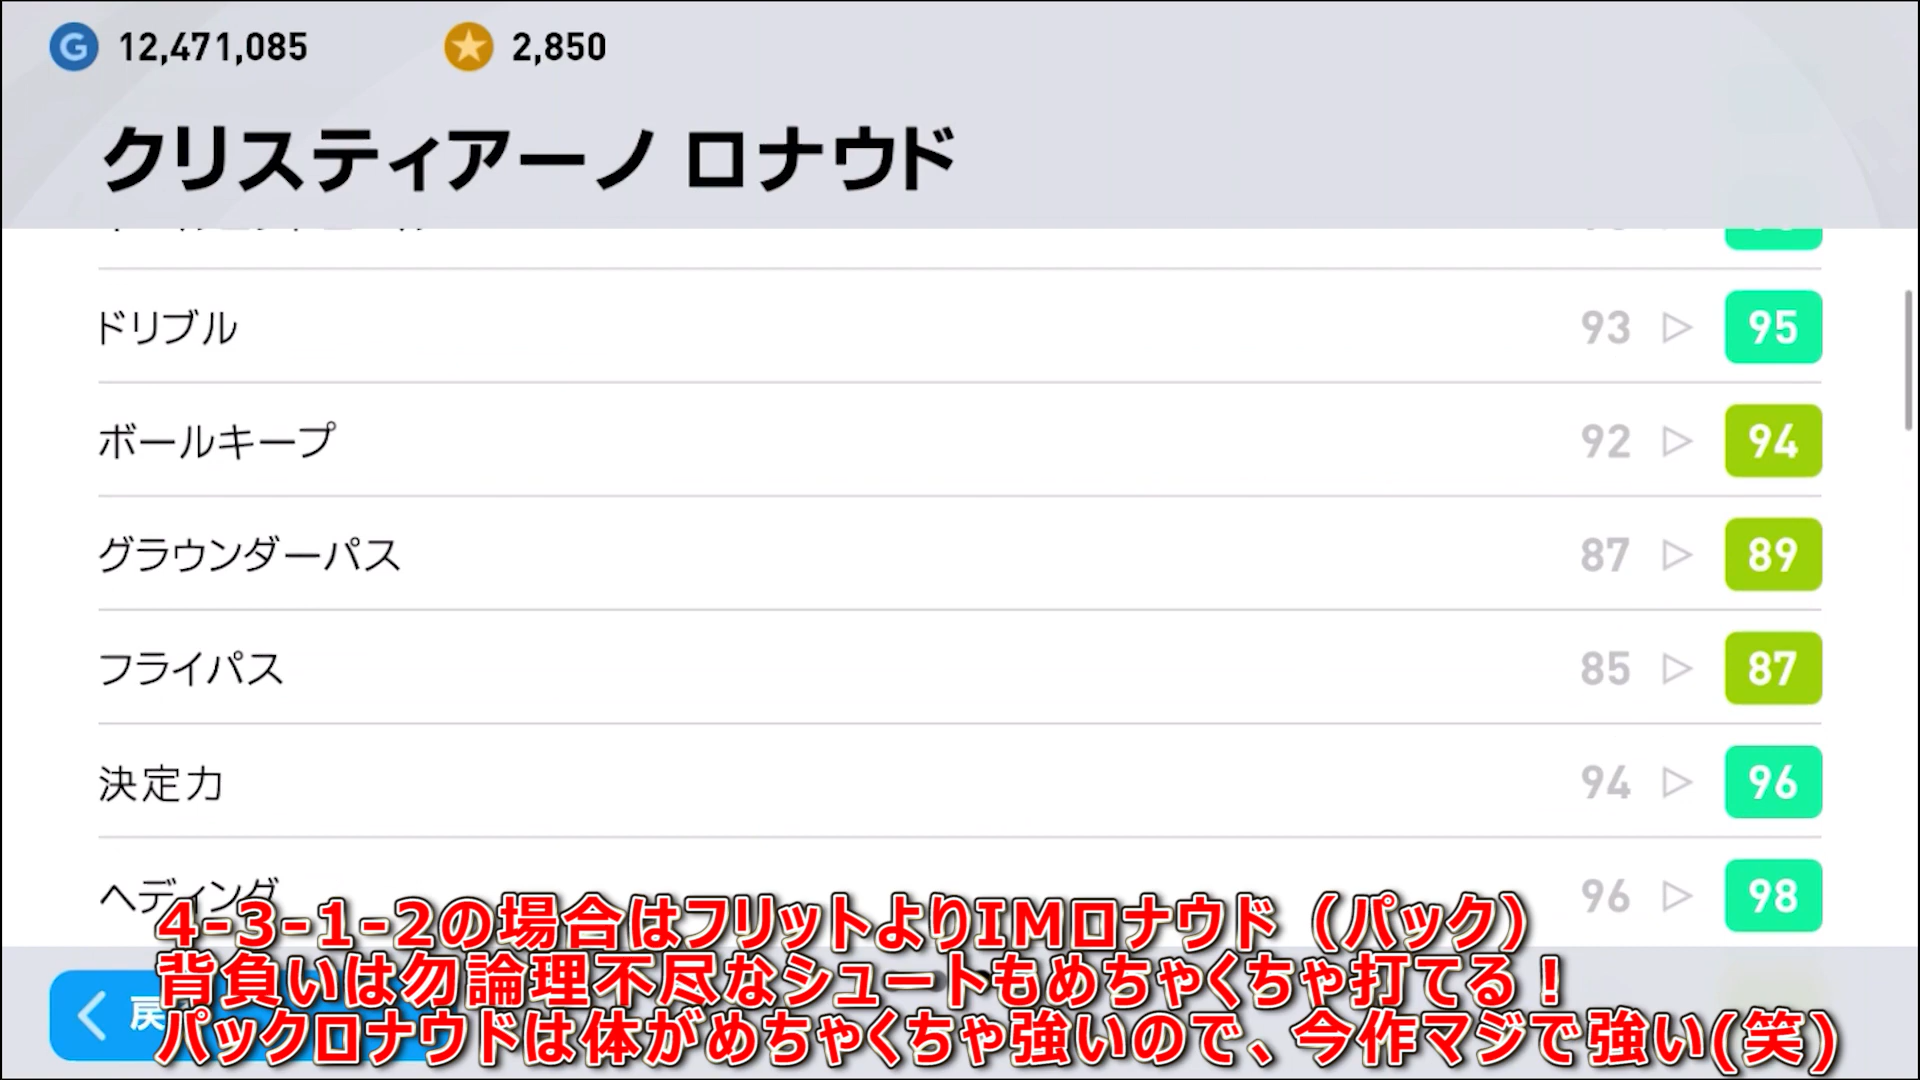 G 12,471,085 2,850
クリスティアーノ ロナウド
ドリブル 93 95
ボールキープ 92 94
グラウンダーパス 87 89
フライパス 85 87
決定力 94 96
ヘディング 96 98
4-3-1-2の場合はフリットよりIMロナウド（パック）
背負いは勿論理不尽なシュートもめちゃくちゃ打てる！
戻
パックロナウドは体がめちゃくちゃ強いので、今作マジで強い(笑)